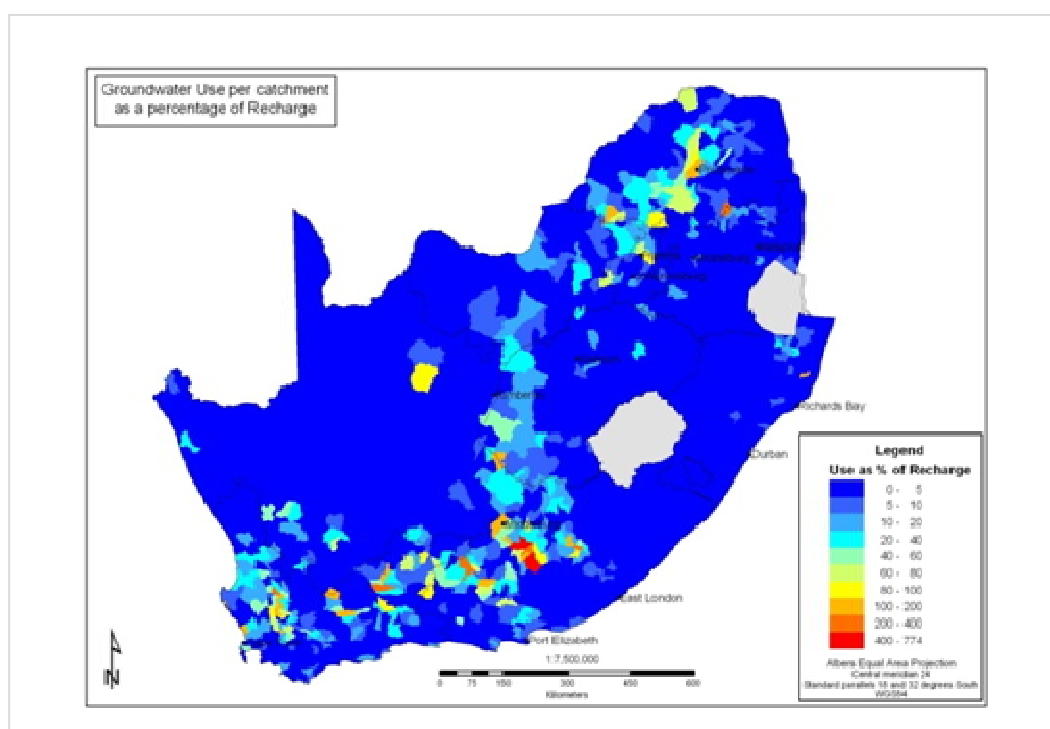 Groundwater Use per catchment
as a percentage of Recharge
Richards Bay
Durban
East London
Port Elizabeth
Legend
Use as % of Recharge
0 - 5
5 - 10
10 - 20
20 - 40
40 - 60
60 - 80
80 - 100
100 - 200
200 - 400
400 - 774
Albers Equal Area Projection
Central meridian 24
Standard parallels 18 and 32 degrees South
WGS84
N
1:7,500,000
0 75 150 300 450 600
Kilometers